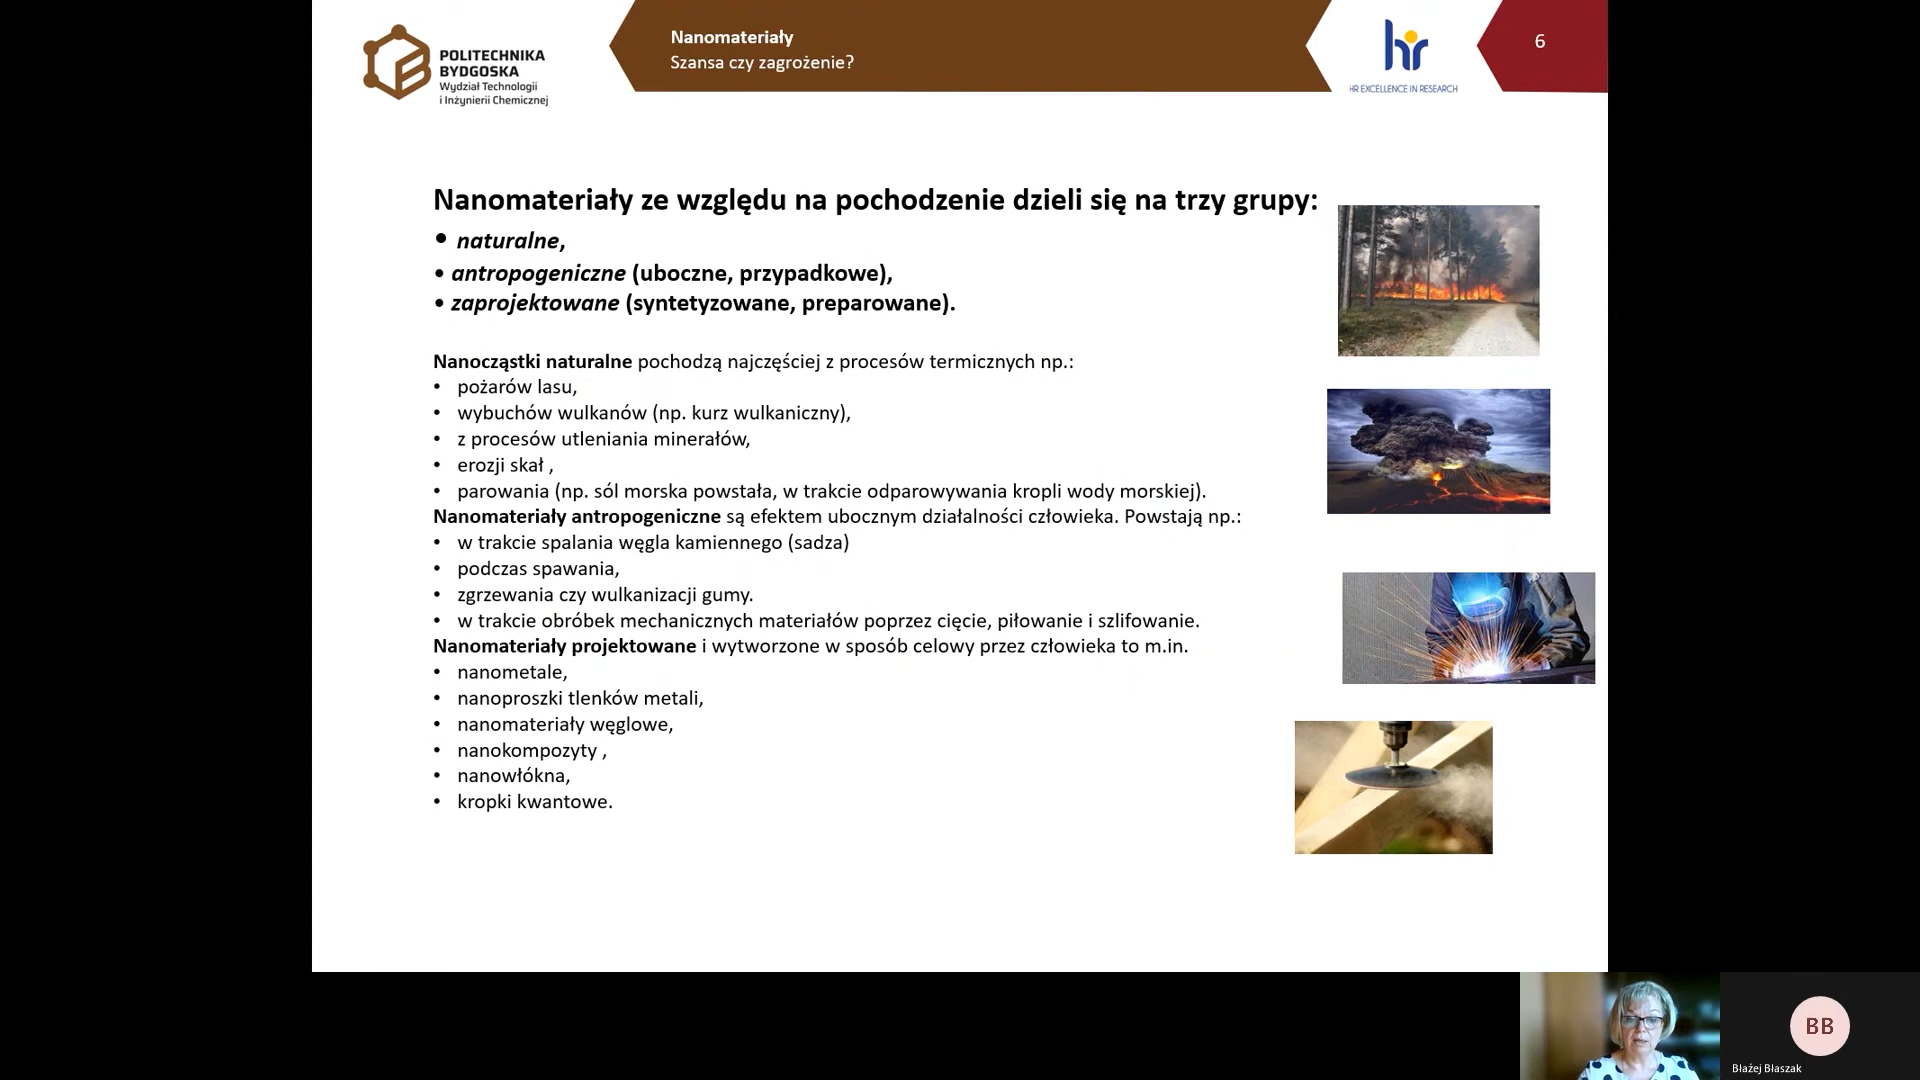 POLITECHNIKA
BYDGOSKA
Wydział Technologii
i Inżynierii Chemicznej
Nanomateriały
Szansa czy zagrożenie?
hr
HR EXCELLENCE IN RESEARCH
6
Nanomateriały ze względu na pochodzenie dzieli się na trzy grupy:
• naturalne,
• antropogeniczne (uboczne, przypadkowe),
• zaprojektowane (syntetyzowane, preparowane).
Nanocząstki naturalne pochodzą najczęściej z procesów termicznych np.:
• pożarów lasu,
• wybuchów wulkanów (np. kurz wulkaniczny),
• z procesów utleniania minerałów,
• erozji skał ,
• parowania (np. sól morska powstała, w trakcie odparowywania kropli wody morskiej).
Nanomateriały antropogeniczne są efektem ubocznym działalności człowieka. Powstają np.:
• w trakcie spalania węgla kamiennego (sadza)
• podczas spawania,
• zgrzewania czy wulkanizacji gumy.
• w trakcie obróbek mechanicznych materiałów poprzez cięcie, piłowanie i szlifowanie.
Nanomateriały projektowane i wytworzone w sposób celowy przez człowieka to m.in.
• nanometale,
• nanoproszki tlenków metali,
• nanomateriały węglowe,
• nanokompozyty ,
• nanowłókna,
• kropki kwantowe.
BB
Błażej Błaszak